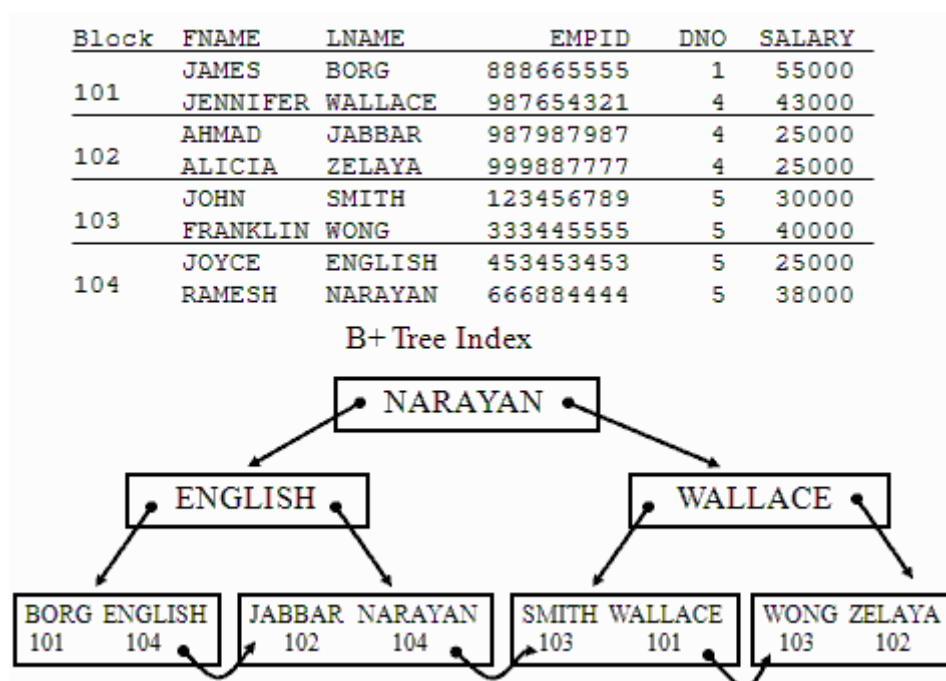 Block FNAME LNAME EMPID DNO SALARY
JAMES BORG 888665555 1 55000
101
JENNIFER WALLACE 987654321 4 43000
AHMAD JABBAR 987987987 4 25000
102
ALICIA ZELAYA 999887777 4 25000
JOHN SMITH 123456789 5 30000
103
FRANKLIN WONG 333445555 5 40000
JOYCE ENGLISH 453453453 5 25000
104
RAMESH NARAYAN 666884444 5 38000
B+ Tree Index
NARAYAN
ENGLISH WALLACE
BORG ENGLISH JABBAR NARAYAN SMITH WALLACE WONG ZELAYA
101 104 102 104 103 101 103 102